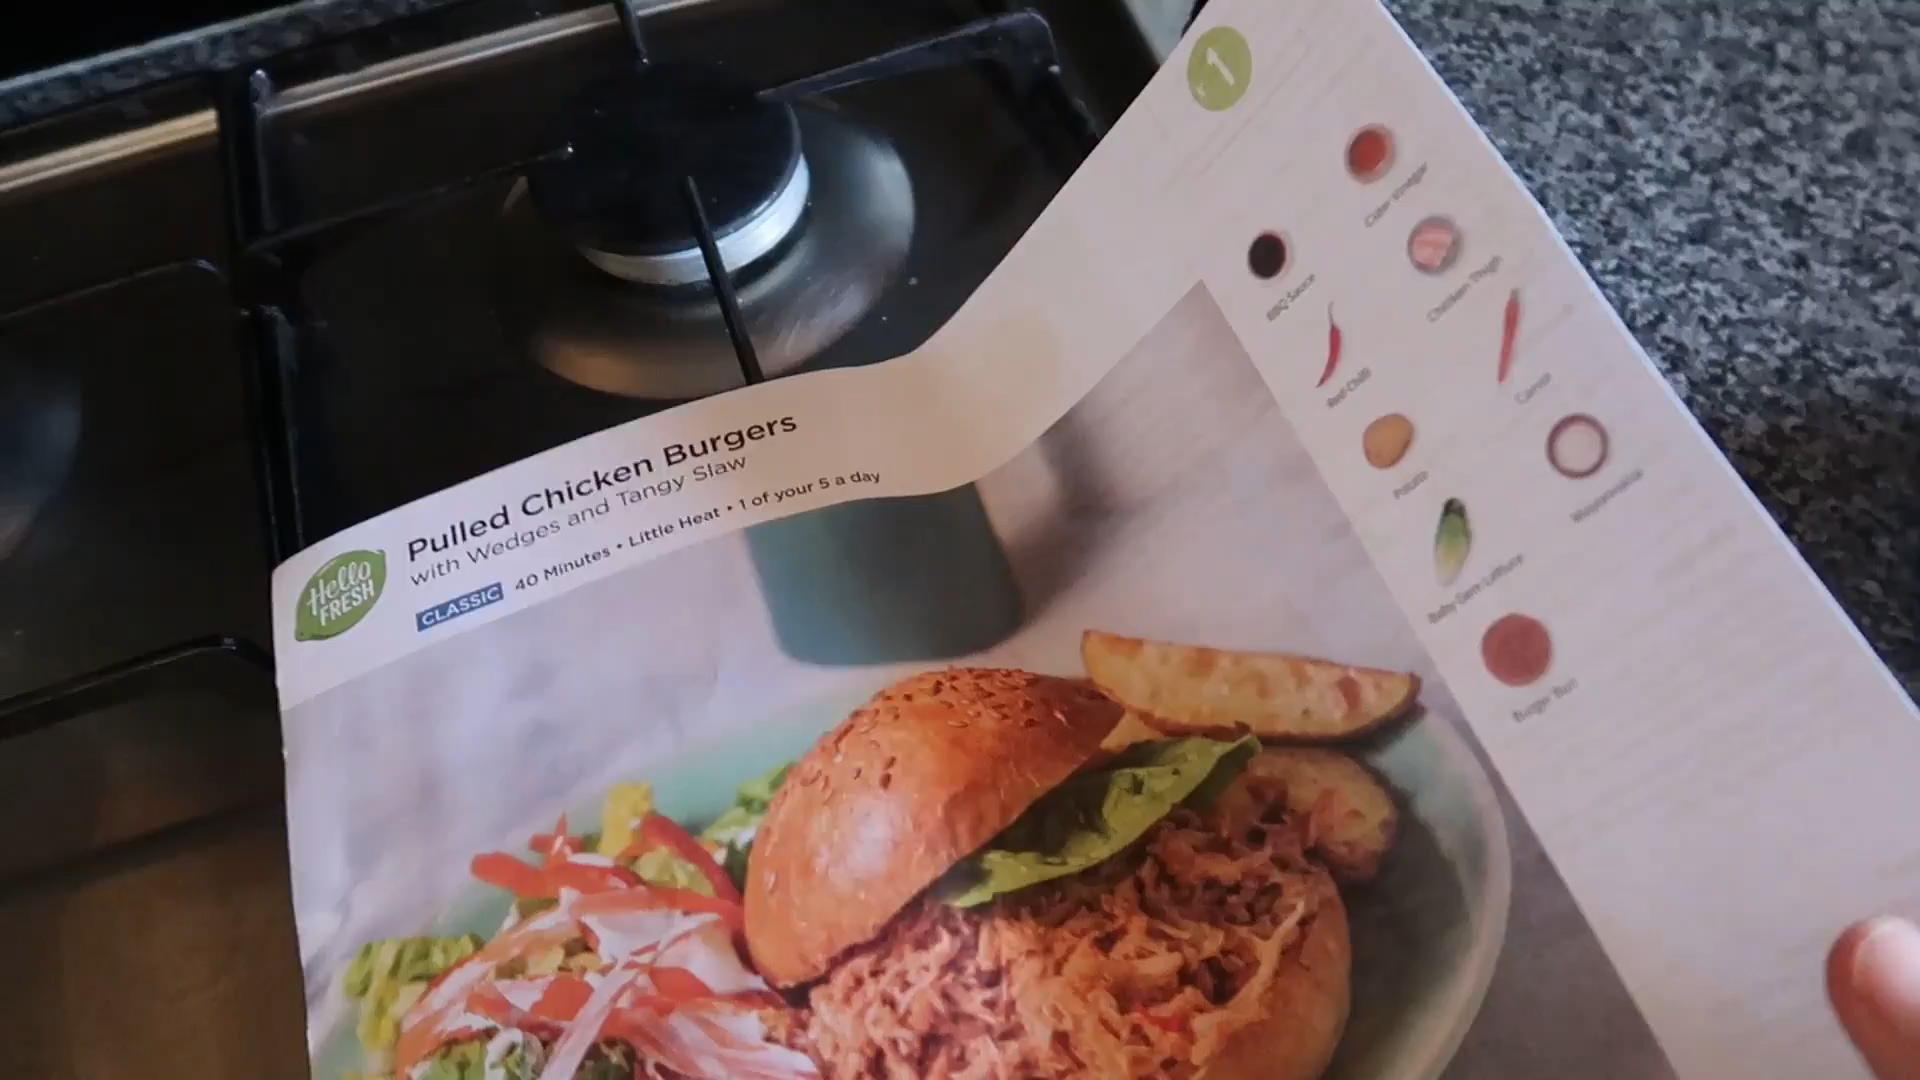 1
Cider Vinegar
BBQ Sauce
Chicken Thigh
Red Chilli
Carrot
Potato
Mayonnaise
Baby Gem Lettuce
Burger Bun
Hello
FRESH
Pulled Chicken Burgers
with Wedges and Tangy Slaw
CLASSIC 40 Minutes • Little Heat • 1 of your 5 a day